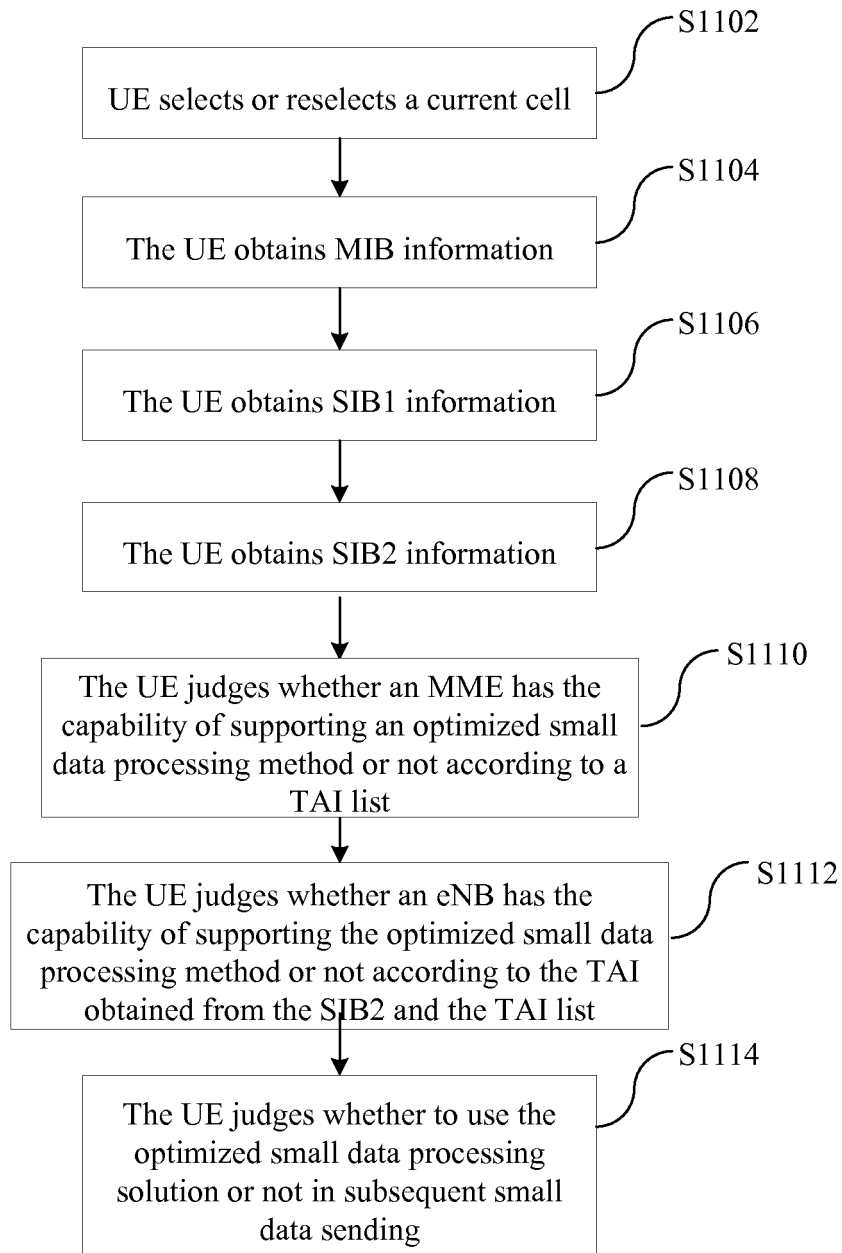 S1102
UE selects or reselects a current cell
S1104
The UE obtains MIB information
S1106
The UE obtains SIB1 information
S1108
The UE obtains SIB2 information
S1110
The UE judges whether an MME has the
capability of supporting an optimized small
data processing method or not according to a
TAI list
S1112
The UE judges whether an eNB has the
capability of supporting the optimized small data
processing method or not according to the TAI
obtained from the SIB2 and the TAI list
S1114
The UE judges whether to use the
optimized small data processing
solution or not in subsequent small
data sending